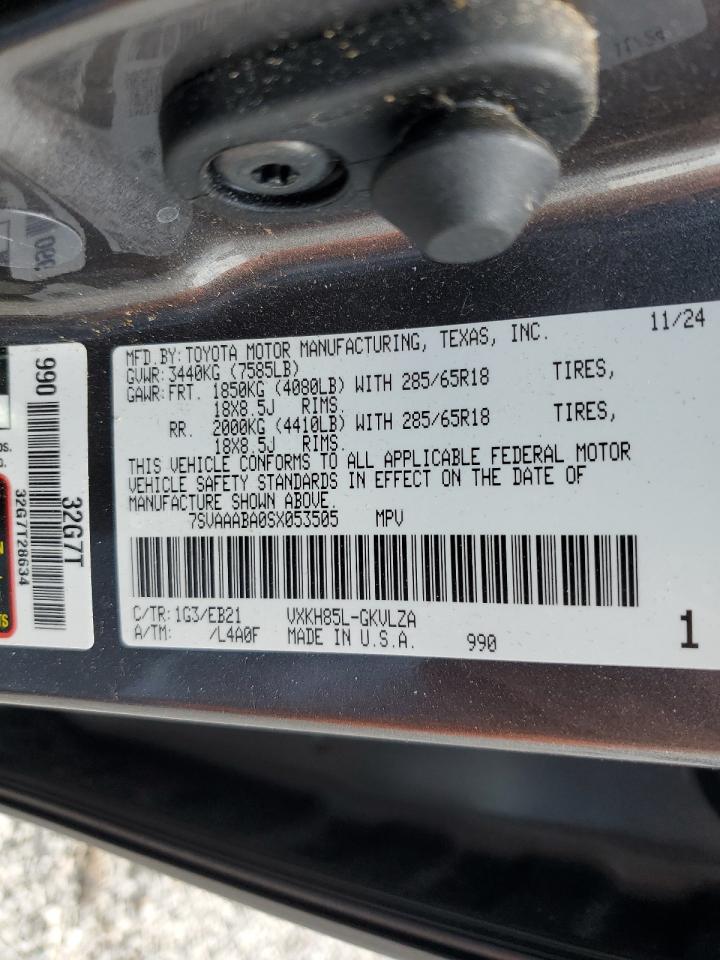 11/24
MFD.BY:TOYOTA MOTOR MANUFACTURING, TEXAS, INC.
GVWR:3440KG (7585LB)
GAWR:FRT. 1850KG (4080LB) WITH 285/65R18 TIRES,
18X8.5J RIMS.
RR. 2000KG (4410LB) WITH 285/65R18 TIRES,
18X8.5J RIMS.
THIS VEHICLE CONFORMS TO ALL APPLICABLE FEDERAL MOTOR
VEHICLE SAFETY STANDARDS IN EFFECT ON THE DATE OF
MANUFACTURE SHOWN ABOVE.
7SVAAABA0SX053505 MPV
C/TR:1G3/EB21 VXKH85L-GKVLZA
A/TM: /L4A0F MADE IN U.S.A. 990
1
990
32G7T
32G7T28634